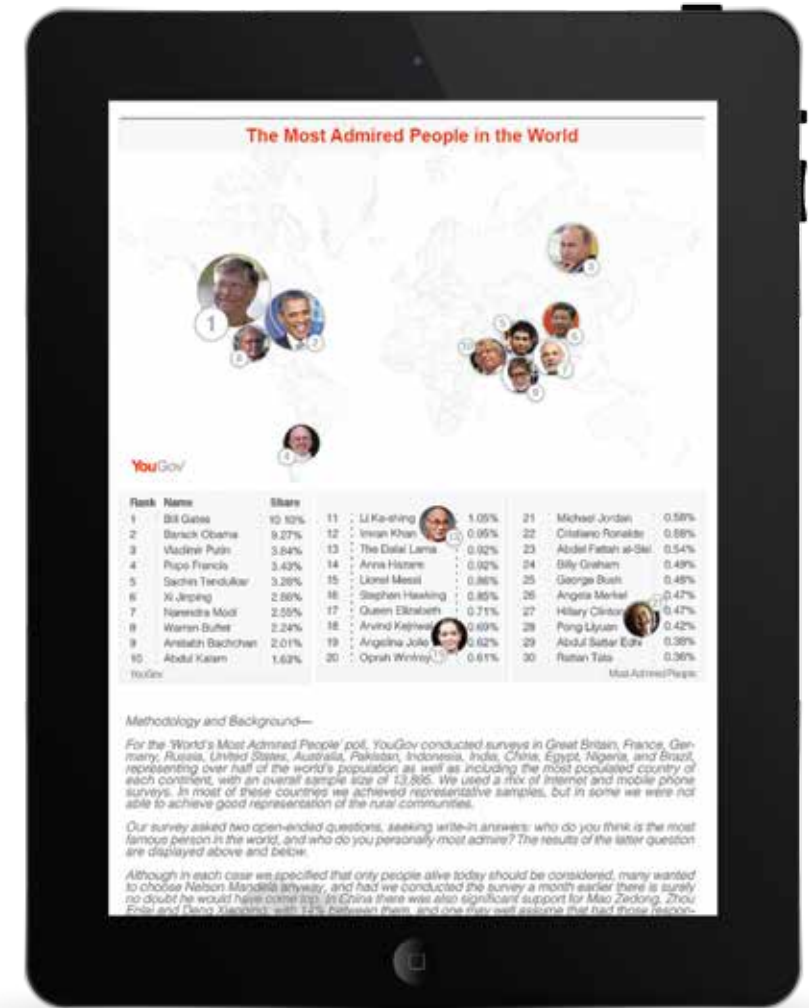 The Most Admired People in the World
1
2
3
5
6
10
7
8
9
4
YouGov
Rank Name Share
1 Bill Gates 10.10%
2 Barack Obama 9.27%
3 Vladimir Putin 3.84%
4 Pope Francis 3.43%
5 Sachin Tendulkar 3.26%
6 Xi Jinping 2.86%
7 Narendra Modi 2.55%
8 Warren Buffet 2.24%
9 Amitabh Bachchan 2.01%
10 Abdul Kalam 1.63%
YouGov
11 Li Ka-shing 1.05%
12 Imran Khan 0.95%
13 The Dalai Lama 0.92%
14 Anna Hazare 0.92%
15 Lionel Messi 0.86%
16 Stephen Hawking 0.85%
17 Queen Elizabeth 0.71%
18 Arvind Kejriwal 0.69%
19 Angelina Jolie 0.62%
20 Oprah Winfrey 0.61%
21 Michael Jordan 0.58%
22 Cristiano Ronaldo
23 Abdel Fattah al-Sisi 0.54%
24 Billy Graham 0.49%
25 George Bush 0.48%
26 Angela Merkel 0.47%
27 Hillary Clinton 0.47%
28 Peng Liyuan 0.42%
29 Abdul Sattar Edhi 0.38%
30 Rattan Tata 0.36%
Most Admired People
Methodology and Background—
For the 'World's Most Admired People' poll, YouGov conducted surveys in Great Britain, France, Ger-
many, Russia, United States, Australia, Pakistan, Indonesia, India, China, Egypt, Nigeria, and Brazil,
representing over half of the world's population as well as including the most populated country of
each continent, with an overall sample size of 13,895. We used a mix of Internet and mobile phone
surveys. In most of these countries we achieved representative samples, but in some we were not
able to achieve good representation of the rural communities.
Our survey asked two open-ended questions, seeking write-in answers: who do you think is the most
famous person in the world, and who do you personally most admire? The results of the latter question
are displayed above and below.
Although in each case we specified that only people alive today should be considered, many wanted
to choose Nelson Mandela anyway, and had we conducted the survey a month earlier there is surely
no doubt he would have come top. In China there was also significant support for Mao Zedong, Zhou
Enlai and Deng Xiaoping, with 14% between them, and one may well assume that had those respon-